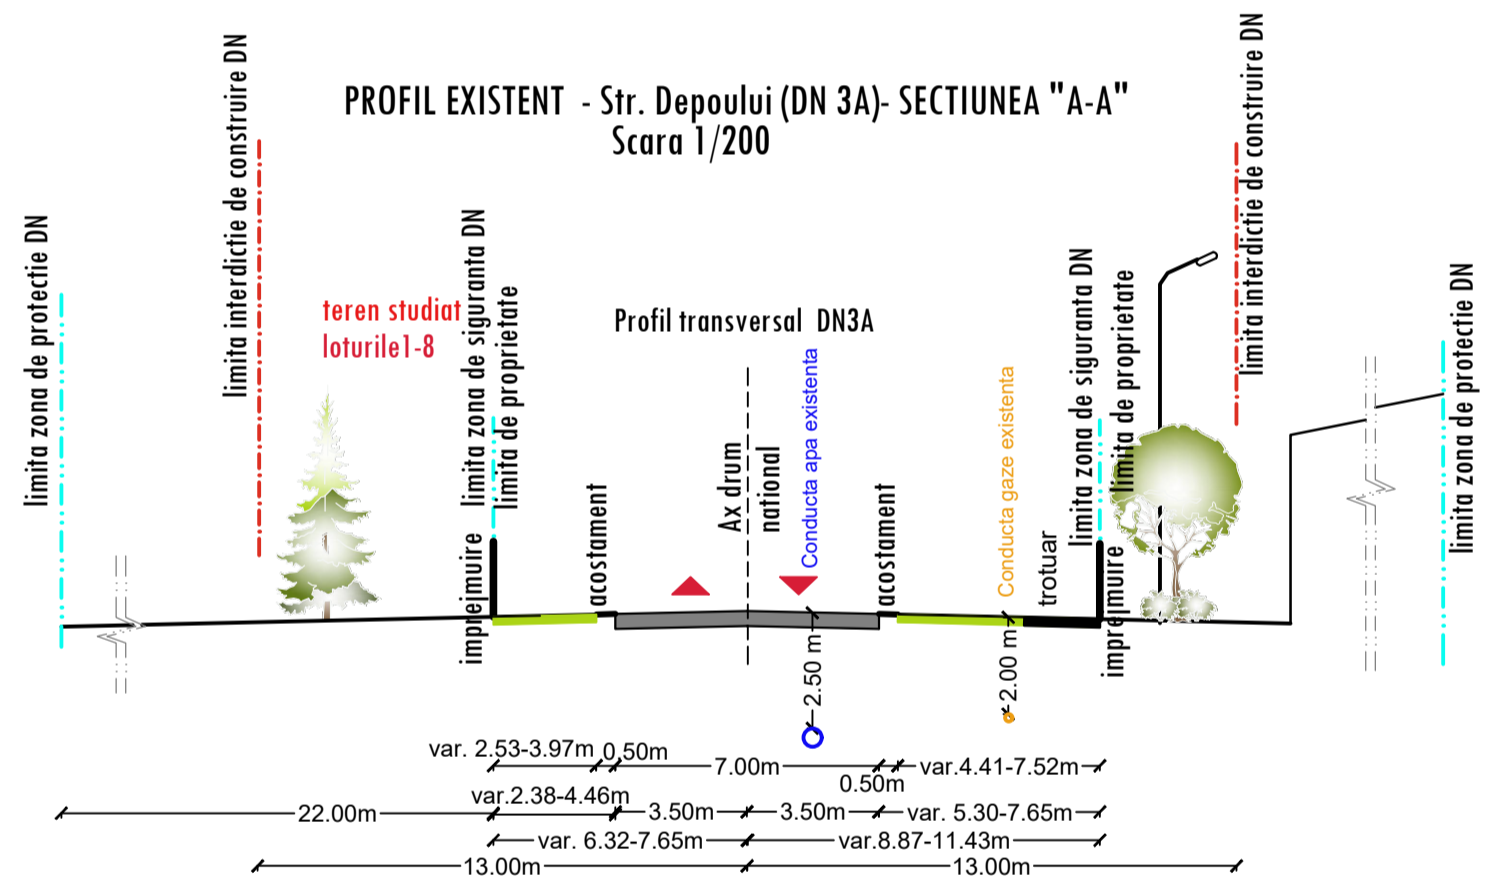 PROFIL EXISTENT - Str. Depoului (DN 3A)- SECTIUNEA "A-A"
Scara 1/200
limita zona de protectie DN
limita interdictie de construire DN
teren studiat
loturile1-8
limita zona de siguranta DN
limita de proprietate
imprejmuire
acostament
Profil transversal DN3A
Ax drum
national
Conducta apa existenta
acostament
Conducta gaze existenta
trotuar
limita zona de siguranta DN
limita de proprietate
imprejmuire
limita interdictie de construire DN
limita zona de protectie DN
2.50 m
2.00 m
var. 2.53-3.97m
0,50m
7.00m
0.50m
var.4.41-7.52m
22.00m
var.2.38-4.46m
3.50m
3.50m
var. 5.30-7.65m
var. 6.32-7.65m
var.8.87-11.43m
13.00m
13.00m